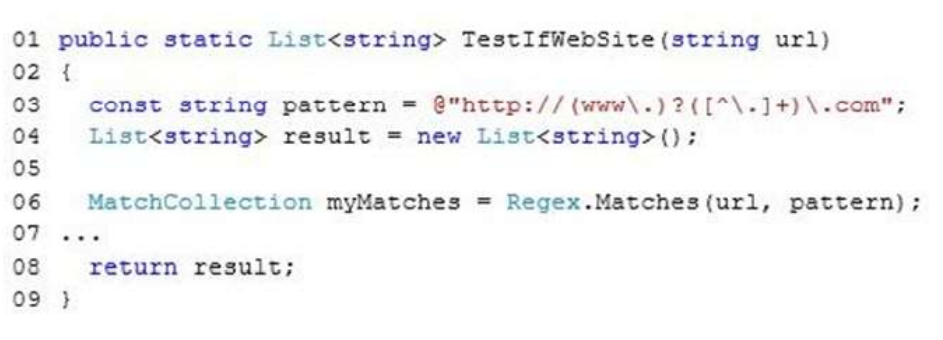 01 public static List<string> TestIfWebSite(string url)
02 {
03   const string pattern = @"http://(www\.)?([^\.]+)\.com";
04   List<string> result = new List<string>();
05
06   MatchCollection myMatches = Regex.Matches(url, pattern);
07 ...
08   return result;
09 }